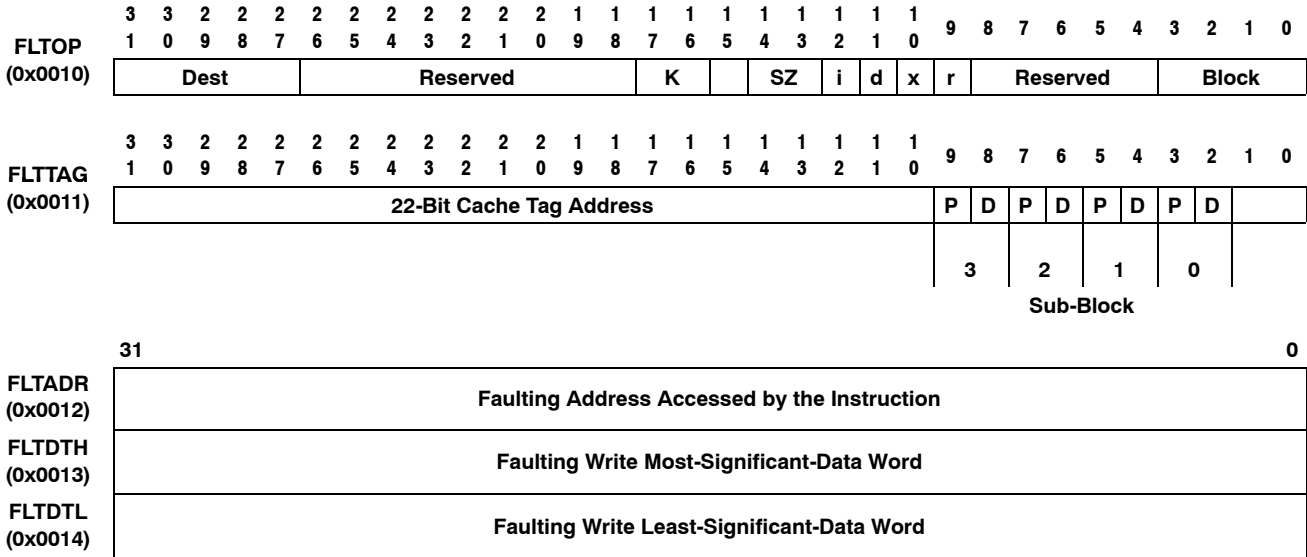 3 3 2 2 2 2 2 2 2 2 2 2 1 1 1 1 1 1 1 1 1 1
1 0 9 8 7 6 5 4 3 2 1 0 9 8 7 6 5 4 3 2 1 0 9 8 7 6 5 4 3 2 1 0
FLTOP
(0x0010)
Dest Reserved K SZ i d x r Reserved Block
3 3 2 2 2 2 2 2 2 2 2 2 1 1 1 1 1 1 1 1 1 1
1 0 9 8 7 6 5 4 3 2 1 0 9 8 7 6 5 4 3 2 1 0 9 8 7 6 5 4 3 2 1 0
FLTTAG
(0x0011)
22-Bit Cache Tag Address P D P D P D P D
3 2 1 0
Sub-Block
31 0
FLTADR
(0x0012)
Faulting Address Accessed by the Instruction
FLTDTH
(0x0013)
Faulting Write Most-Significant-Data Word
FLTDTL
(0x0014)
Faulting Write Least-Significant-Data Word